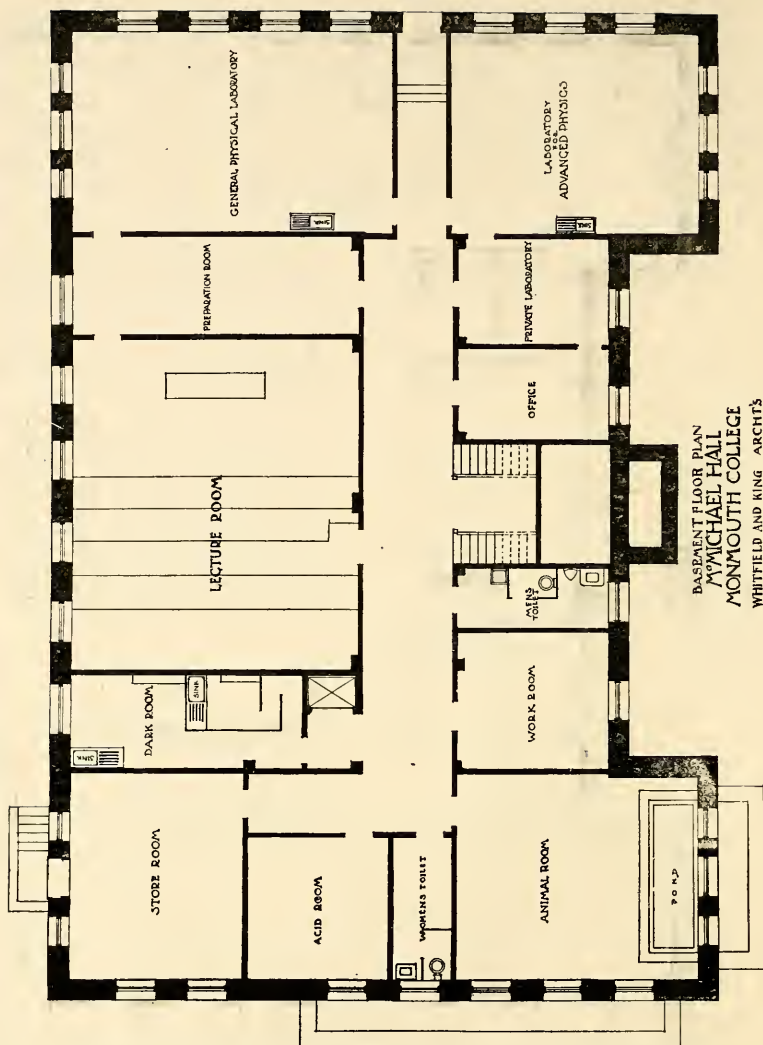 GENERAL PHYSICAL LABORATORY
SINK
LABORATORY
FOR
ADVANCED PHYSICS
SINK
PREPARATION ROOM
PRIVATE LABORATORY
OFFICE
LECTURE ROOM
MENS
TOILET
DARK ROOM
SINK
SINK
WORK ROOM
STORE ROOM
ACID ROOM
WOMENS TOILET
ANIMAL ROOM
POND
BASEMENT FLOOR PLAN
McMICHAEL HALL
MONMOUTH COLLEGE
WHITFIELD AND KING ARCHT'S